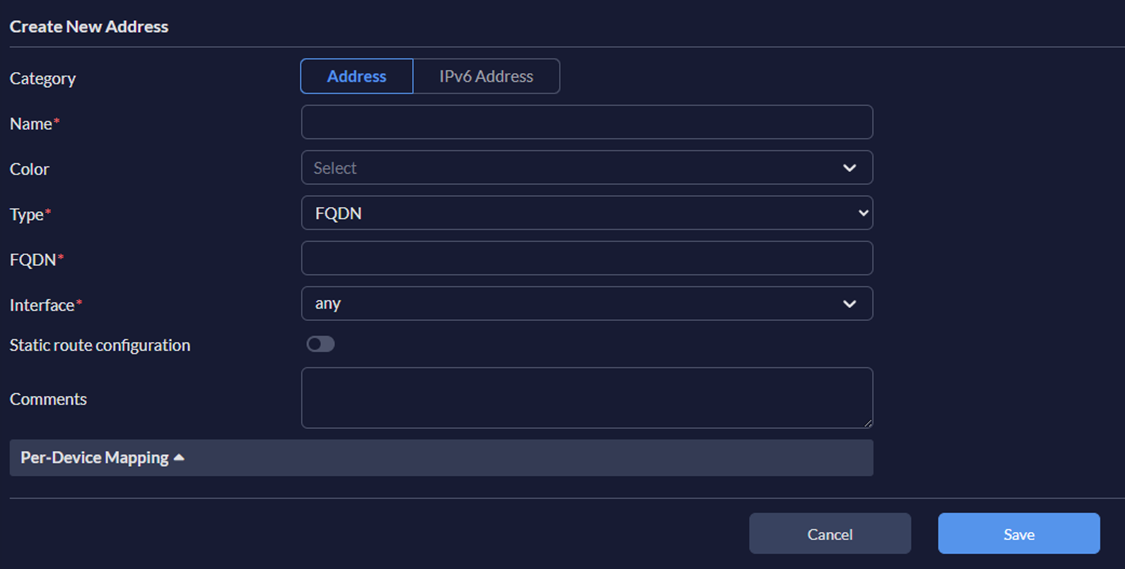 Create New Address
Category Address IPv6 Address
Name*
Color Select
Type* FQDN
FQDN*
Interface* any
Static route configuration
Comments
Per-Device Mapping
Cancel Save